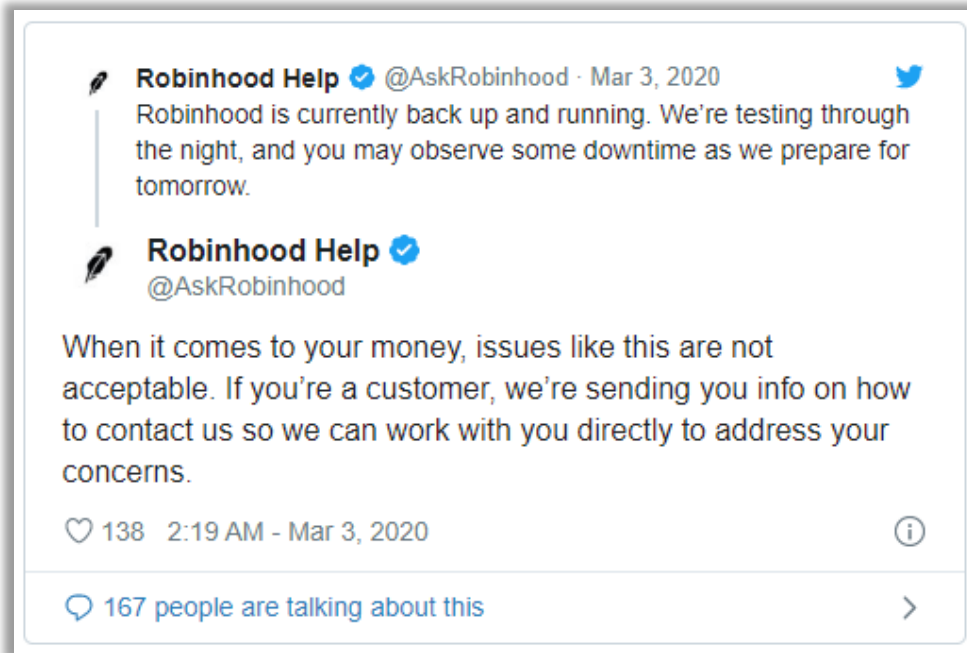 Robinhood Help @AskRobinhood · Mar 3, 2020
Robinhood is currently back up and running. We’re testing through
the night, and you may observe some downtime as we prepare for
tomorrow.
Robinhood Help
@AskRobinhood
When it comes to your money, issues like this are not
acceptable. If you’re a customer, we’re sending you info on how
to contact us so we can work with you directly to address your
concerns.
138 2:19 AM - Mar 3, 2020
167 people are talking about this